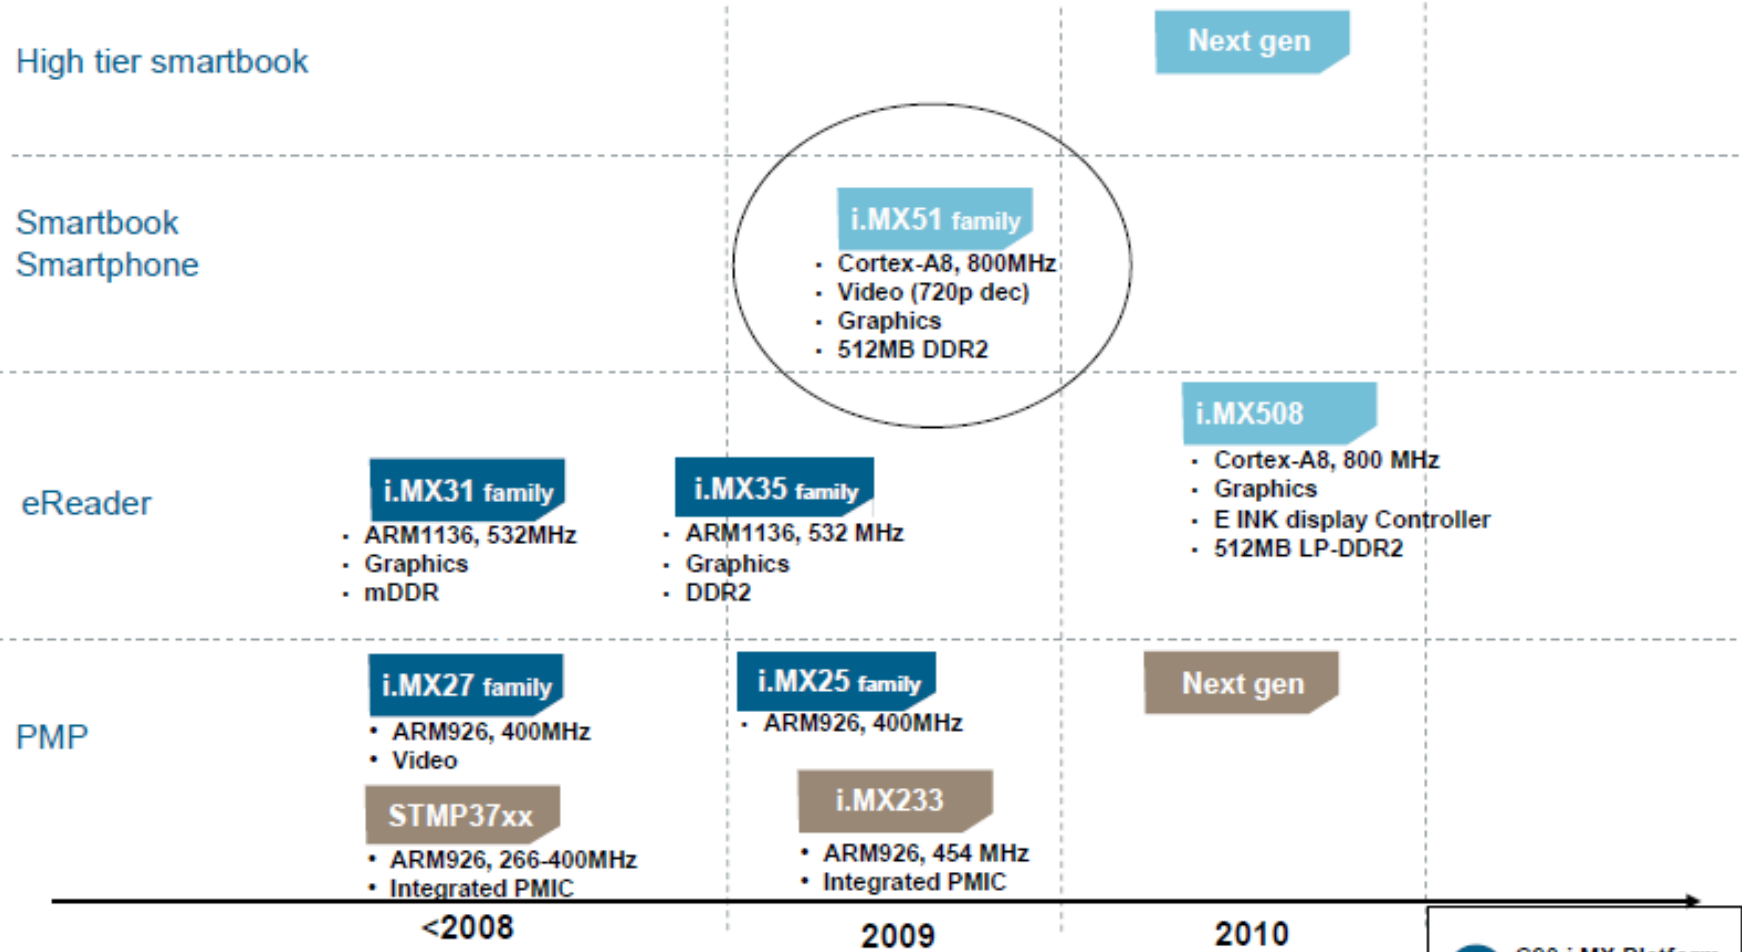 High tier smartbook
Next gen
Smartbook
Smartphone
i.MX51 family
· Cortex-A8, 800MHz
· Video (720p dec)
· Graphics
· 512MB DDR2
eReader
i.MX31 family
· ARM1136, 532MHz
· Graphics
· mDDR
i.MX35 family
· ARM1136, 532 MHz
· Graphics
· DDR2
i.MX508
· Cortex-A8, 800 MHz
· Graphics
· E INK display Controller
· 512MB LP-DDR2
PMP
i.MX27 family
• ARM926, 400MHz
• Video
STMP37xx
• ARM926, 266-400MHz
• Integrated PMIC
i.MX25 family
· ARM926, 400MHz
i.MX233
• ARM926, 454 MHz
• Integrated PMIC
Next gen
<2008
2009
2010
i.MX Platform